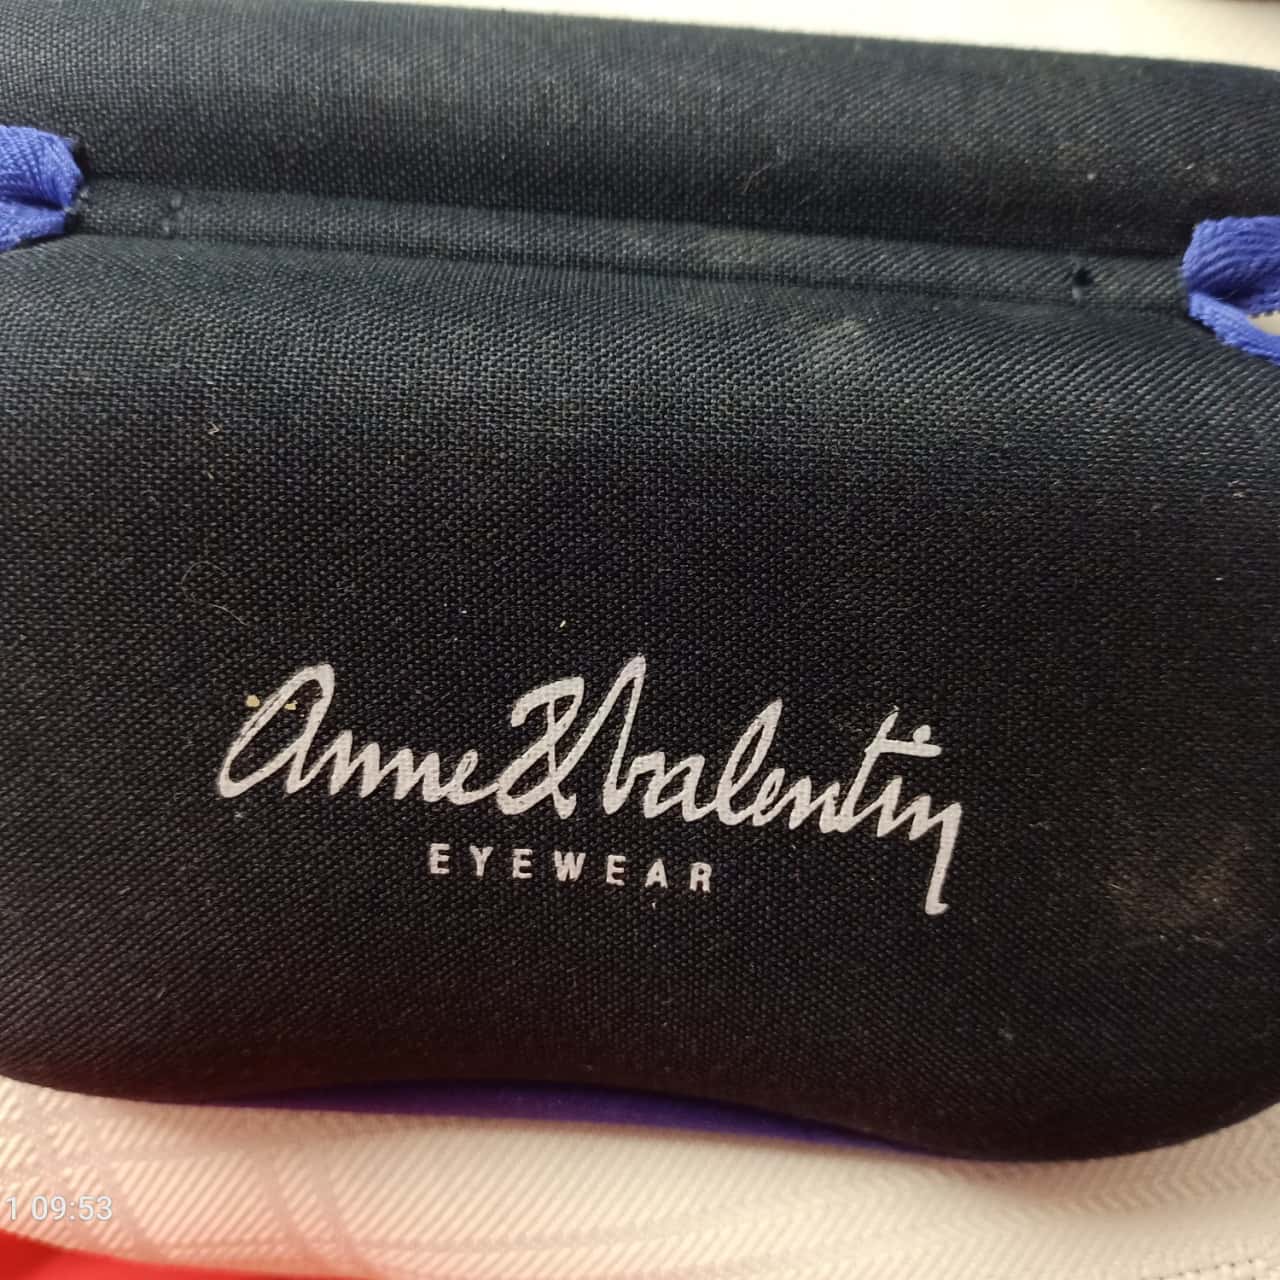 Anne & Valentin
EYEWEAR
1 09:53